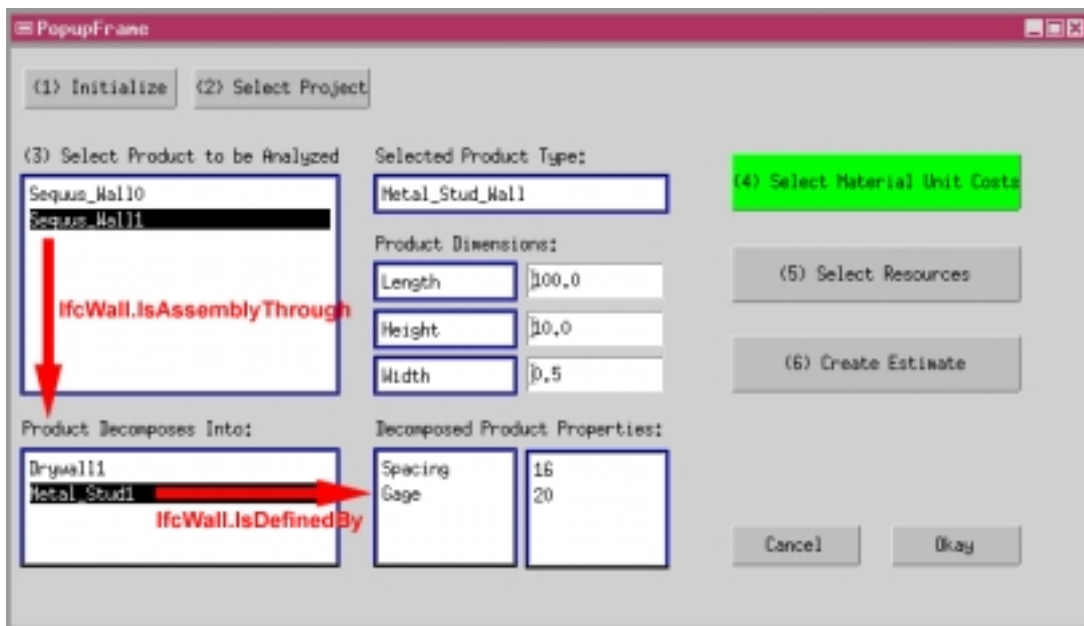 PopupFrame
(1) Initialize
(2) Select Project
(3) Select Product to be Analyzed
Sequus_Wall0
Sequus_Wall1
IfcWall.IsAssemblyThrough
Product Decomposes Into:
Drywall1
Metal_Stud1
IfcWall.IsDefinedBy
Selected Product Type:
Metal_Stud_Wall
Product Dimensions:
Length 100.0
Height 10.0
Width 0.5
Decomposed Product Properties:
Spacing 16
Gage 20
(4) Select Material Unit Costs
(5) Select Resources
(6) Create Estimate
Cancel
Okay